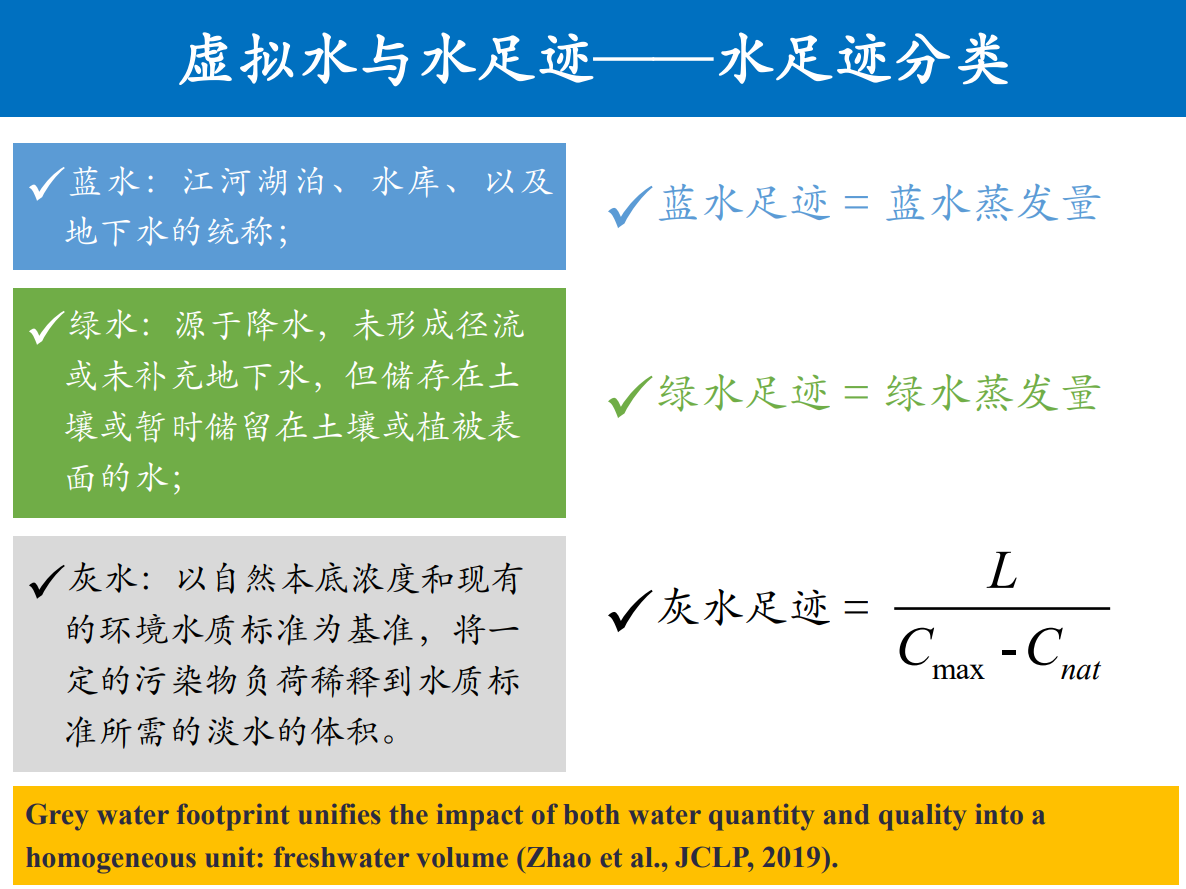 虚拟水与水足迹——水足迹分类
✓蓝水：江河湖泊、水库、以及
地下水的统称；
✓蓝水足迹 = 蓝水蒸发量
✓绿水：源于降水，未形成径流
或未补充地下水，但储存在土
壤或暂时储留在土壤或植被表
面的水；
✓绿水足迹 = 绿水蒸发量
✓灰水：以自然本底浓度和现有
的环境水质标准为基准，将一
定的污染物负荷稀释到水质标
准所需的淡水的体积。
✓灰水足迹 =
L
Cmax - Cnat
Grey water footprint unifies the impact of both water quantity and quality into a
homogeneous unit: freshwater volume (Zhao et al., JCLP, 2019).